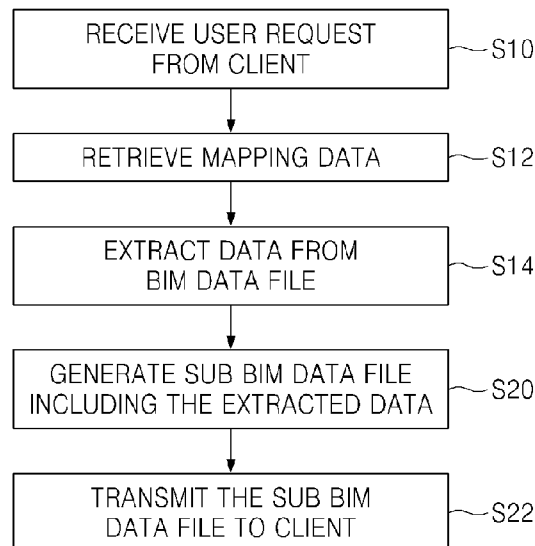 RECEIVE USER REQUEST
FROM CLIENT
S10
RETRIEVE MAPPING DATA
S12
EXTRACT DATA FROM
BIM DATA FILE
S14
GENERATE SUB BIM DATA FILE
INCLUDING THE EXTRACTED DATA
S20
TRANSMIT THE SUB BIM
DATA FILE TO CLIENT
S22